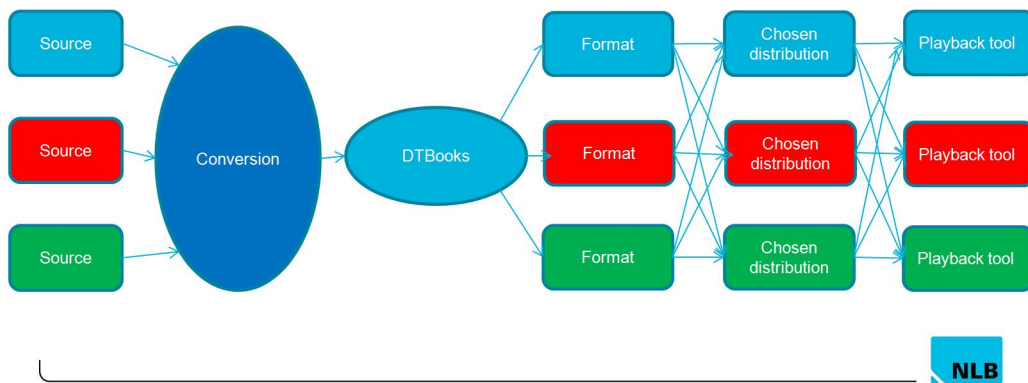 Source
Format
Chosen
distribution
Playback tool
Source
Conversion
DTBooks
Format
Chosen
distribution
Playback tool
Source
Format
Chosen
distribution
Playback tool
NLB